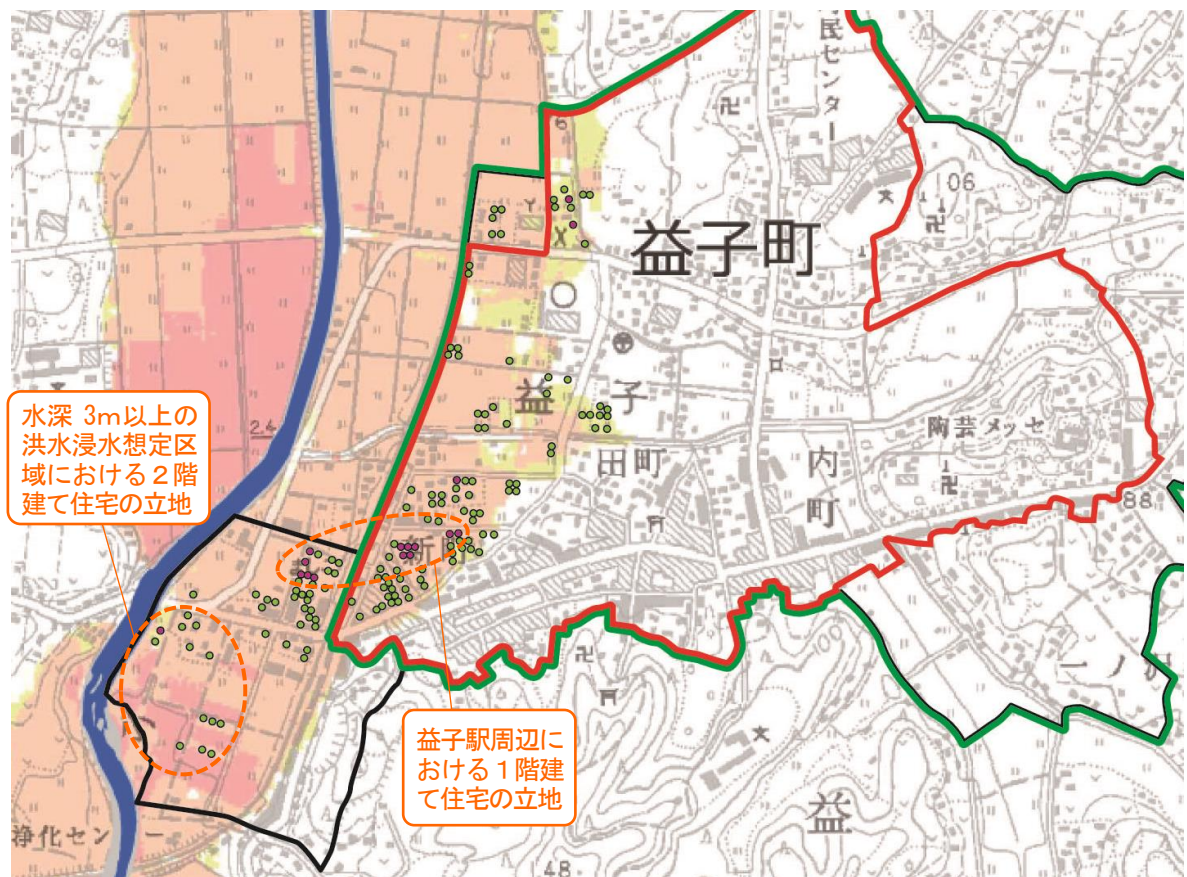 民センター
益子町
06
水深 3m以上の
洪水浸水想定区
域における2階
建て住宅の立地
益子
田町
内町
陶芸メッセ
88
新町
益子駅周辺に
おける1階建
て住宅の立地
益
浄化センター
48